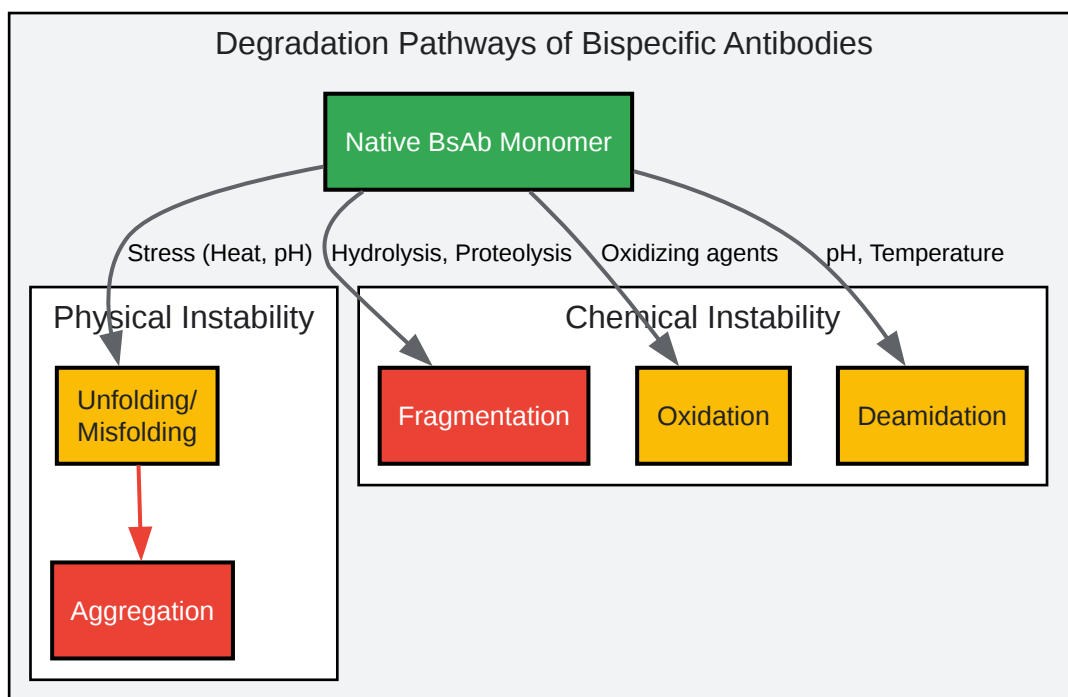 Degradation Pathways of Bispecific Antibodies
Native BsAb Monomer
Stress (Heat, pH)
Hydrolysis, Proteolysis
Oxidizing agents
pH, Temperature
Physical Instability
Chemical Instability
Unfolding/
Misfolding
Fragmentation
Oxidation
Deamidation
Aggregation